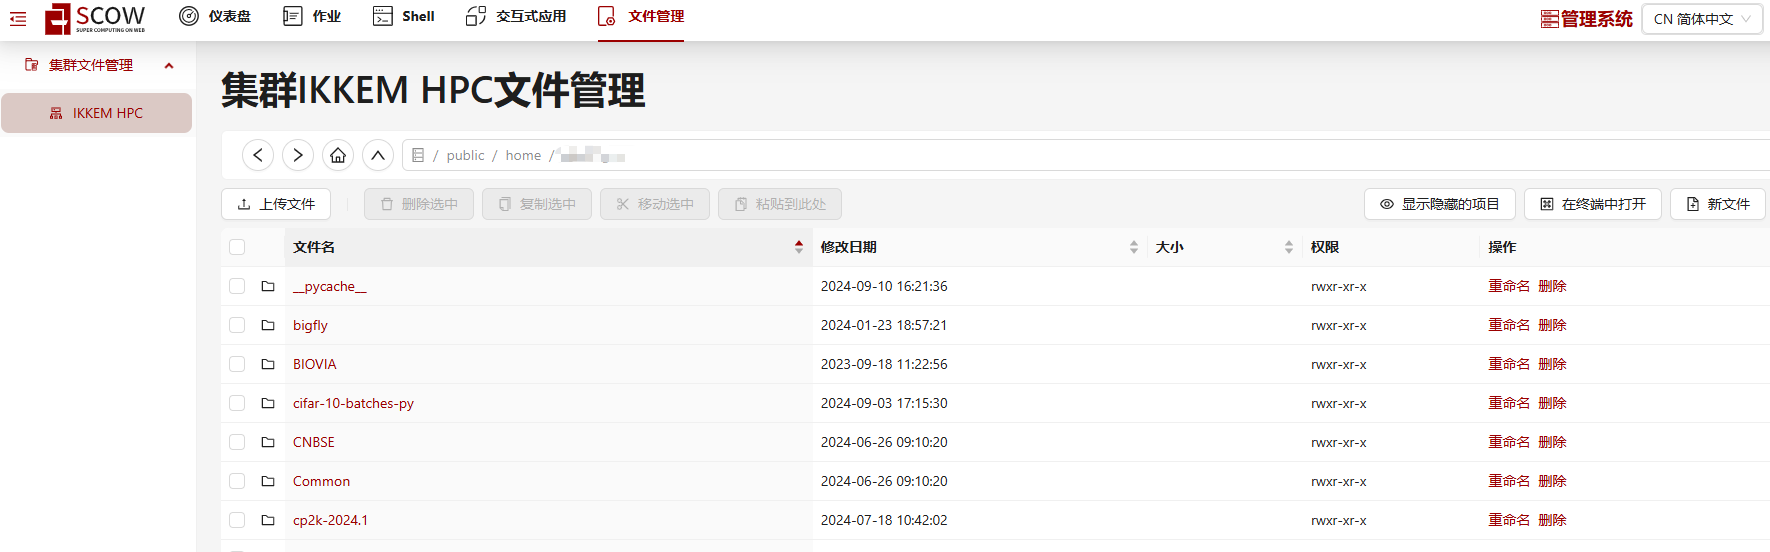 SCOW
SUPER COMPUTING ON WEB
仪表盘
作业
Shell
交互式应用
文件管理
管理系统
CN 简体中文
集群文件管理
IKKEM HPC
集群IKKEM HPC文件管理
/ public / home /
上传文件
删除选中
复制选中
移动选中
粘贴到此处
显示隐藏的项目
在终端中打开
新文件
文件名 修改日期 大小 权限 操作
__pycache__ 2024-09-10 16:21:36 rwxr-xr-x 重命名 删除
bigfly 2024-01-23 18:57:21 rwxr-xr-x 重命名 删除
BIOVIA 2023-09-18 11:22:56 rwxr-xr-x 重命名 删除
cifar-10-batches-py 2024-09-03 17:15:30 rwxr-xr-x 重命名 删除
CNBSE 2024-06-26 09:10:20 rwxr-xr-x 重命名 删除
Common 2024-06-26 09:10:20 rwxr-xr-x 重命名 删除
cp2k-2024.1 2024-07-18 10:42:02 rwxr-xr-x 重命名 删除